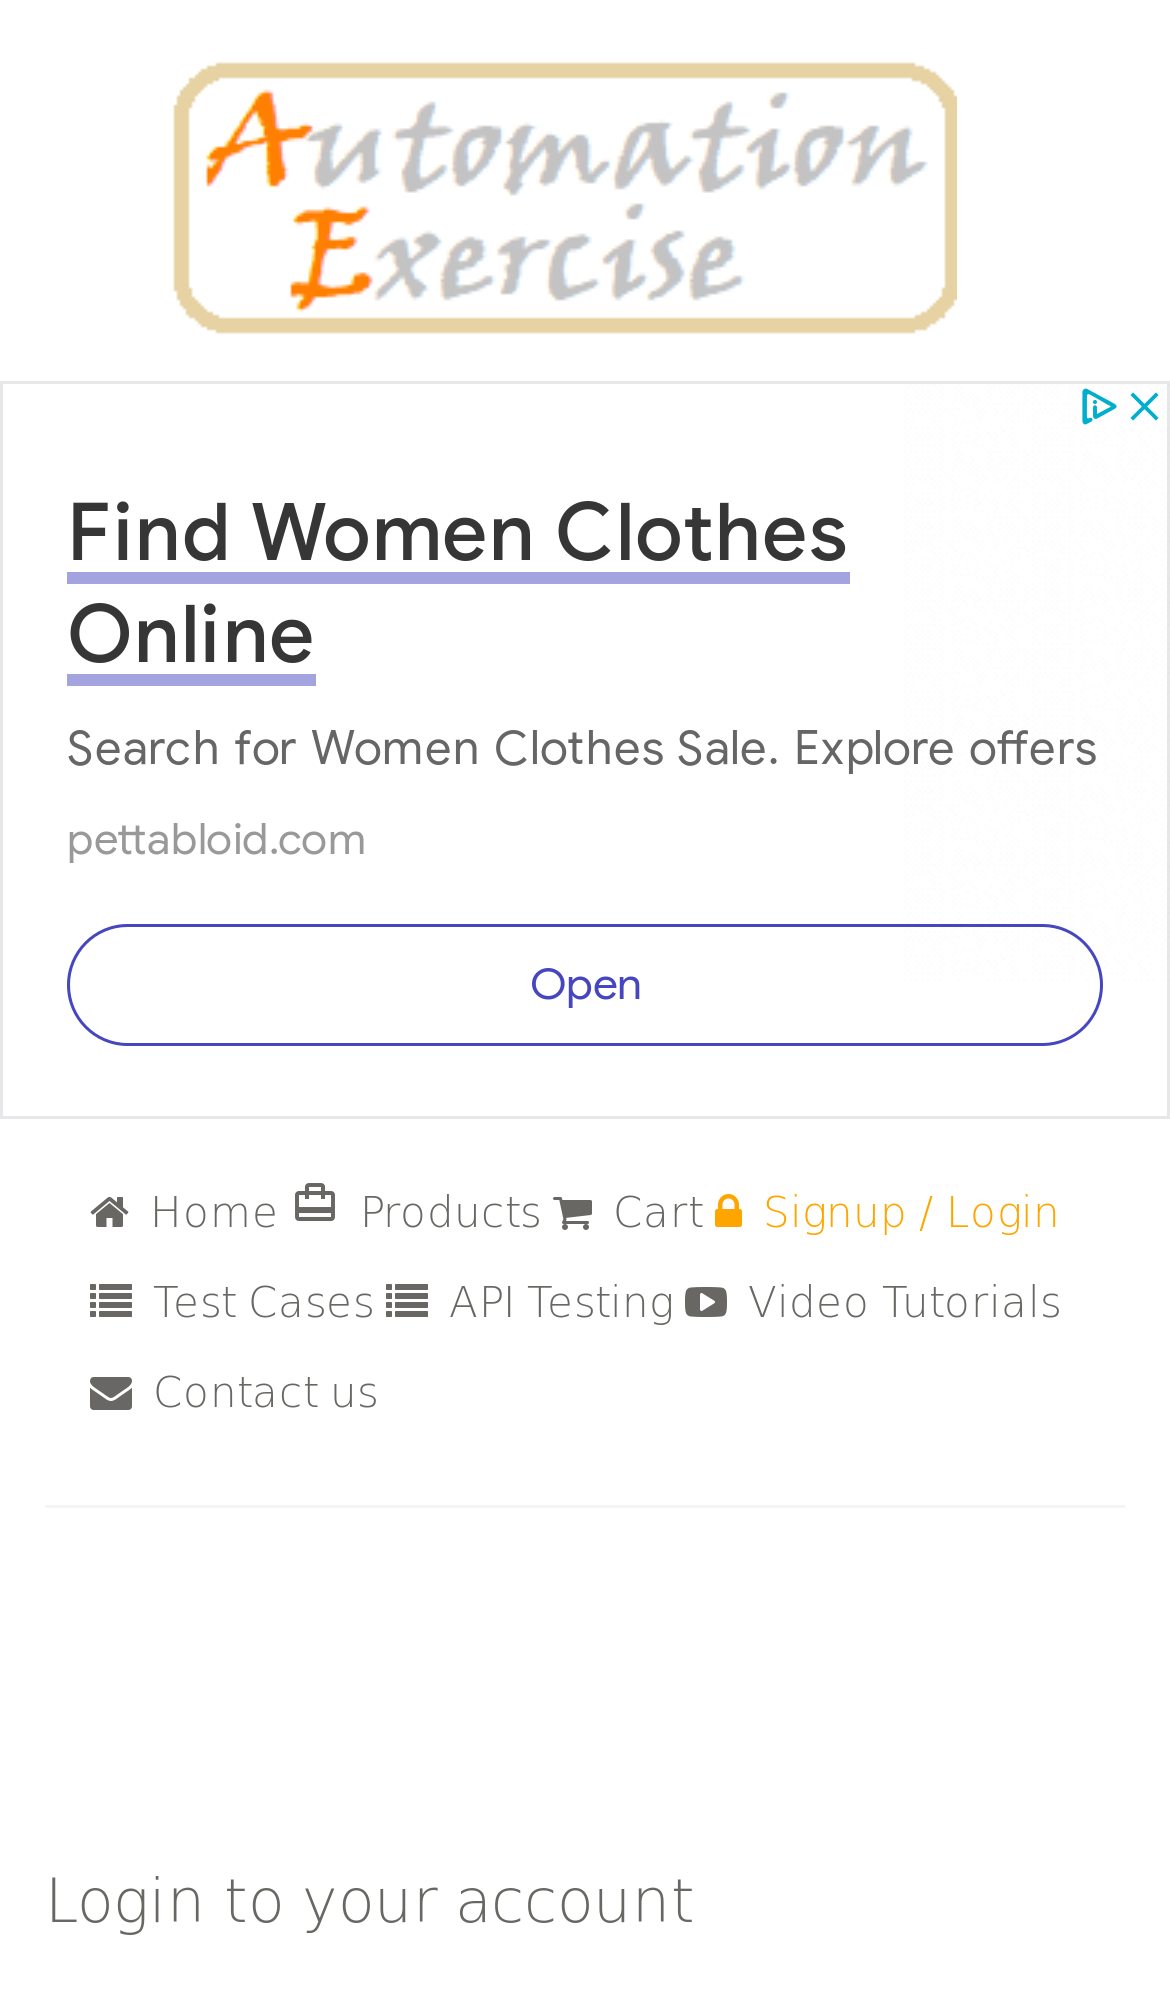 Automation
Exercise
Find Women Clothes
Online
Search for Women Clothes Sale. Explore offers
pettabloid.com
Open
Home Products Cart Signup / Login
Test Cases API Testing Video Tutorials
Contact us
Login to your account